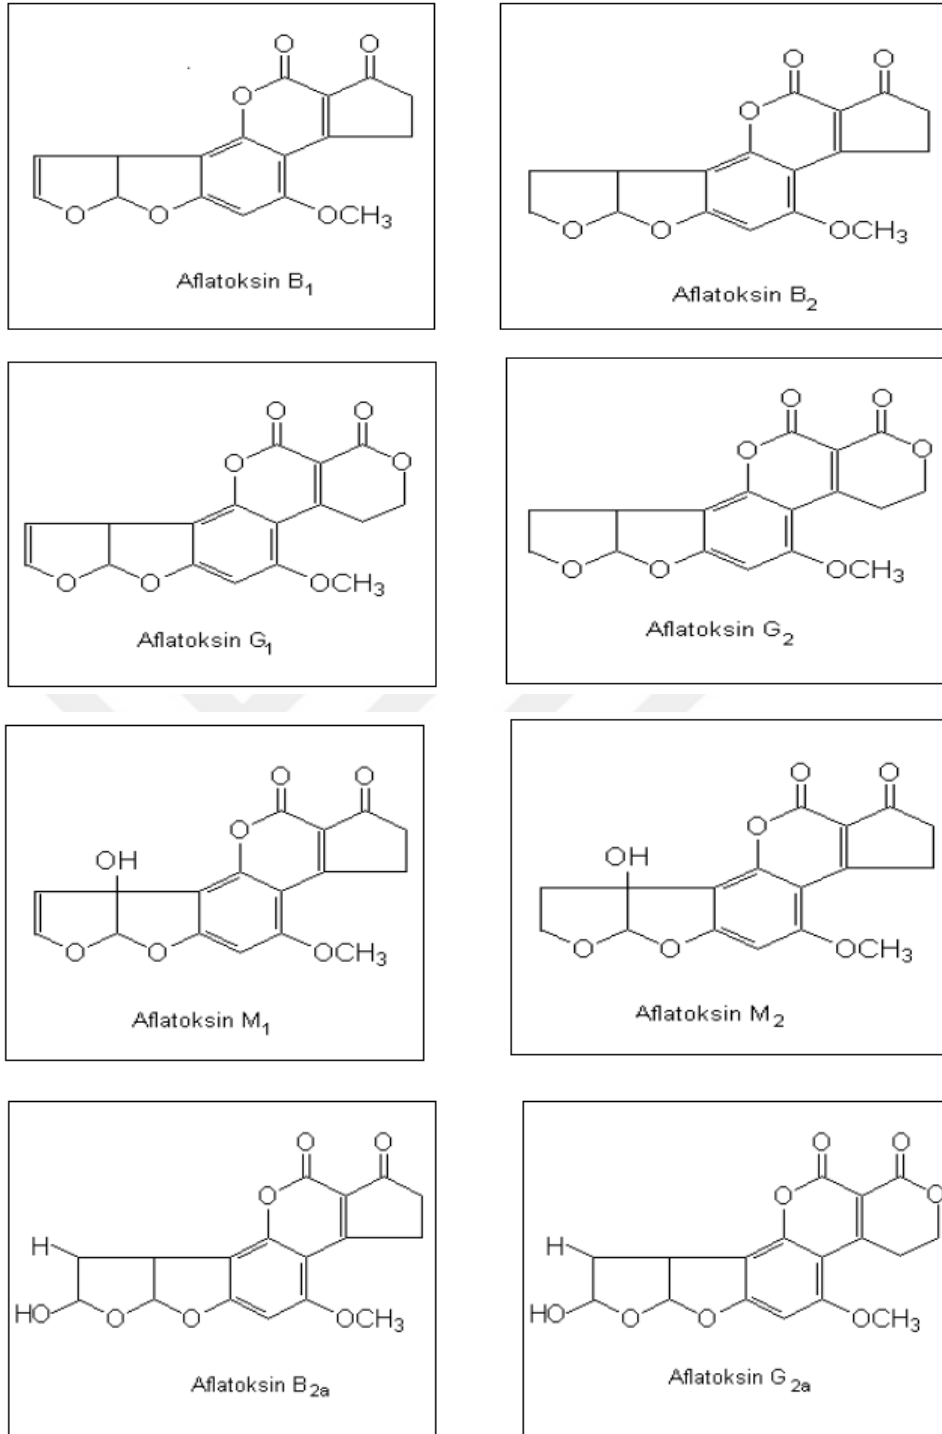 O O
O
O O OCH3
Aflatoksin B1
O O
O
O O OCH3
Aflatoksin B2
O O
O O
O O OCH3
Aflatoksin G1
O O
O O
O O OCH3
Aflatoksin G2
O O
O
OH
O O OCH3
Aflatoksin M1
O O
O
OH
O O OCH3
Aflatoksin M2
O O
O
H
HO O O OCH3
Aflatoksin B2a
O O
O O
H
HO O O OCH3
Aflatoksin G2a